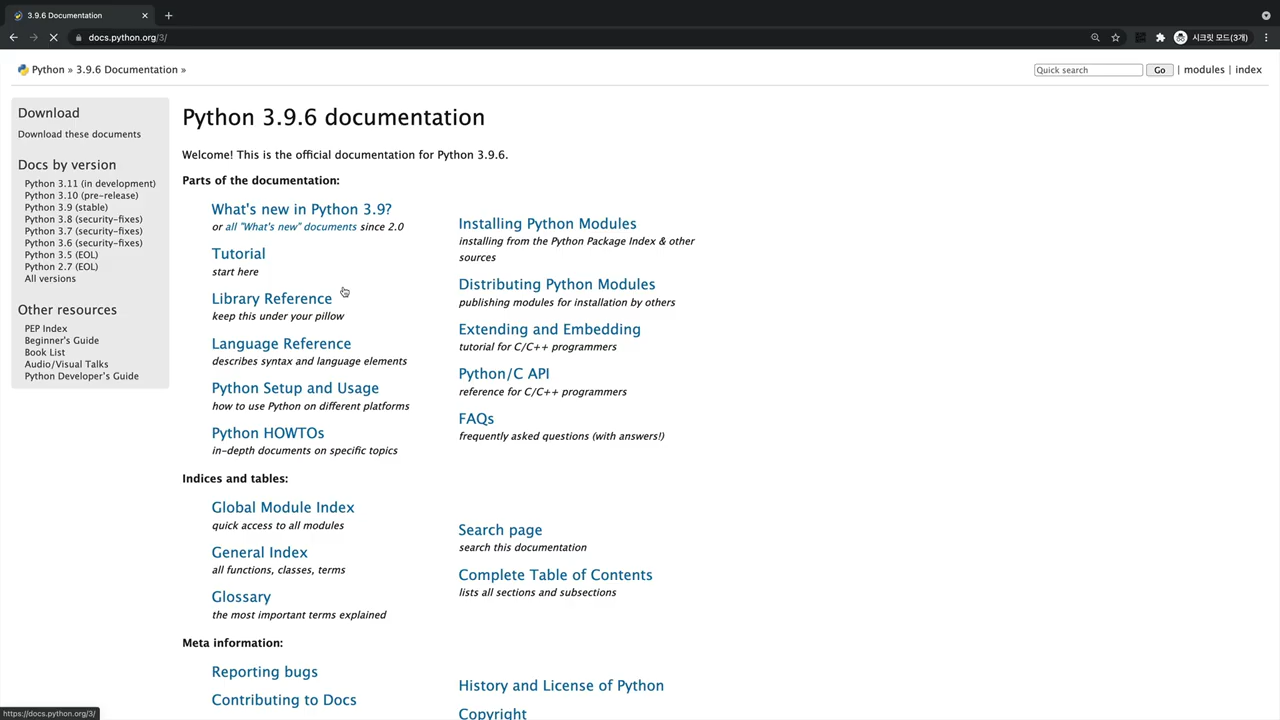 3.9.6 Documentation
docs.python.org/3/
시크릿 모드(3개)
Python » 3.9.6 Documentation »
Quick search
Go
| modules | index
Download
Download these documents
Docs by version
Python 3.11 (in development)
Python 3.10 (pre-release)
Python 3.9 (stable)
Python 3.8 (security-fixes)
Python 3.7 (security-fixes)
Python 3.6 (security-fixes)
Python 3.5 (EOL)
Python 2.7 (EOL)
All versions
Other resources
PEP Index
Beginner's Guide
Book List
Audio/Visual Talks
Python Developer's Guide
Python 3.9.6 documentation
Welcome! This is the official documentation for Python 3.9.6.
Parts of the documentation:
What's new in Python 3.9?
or all "What's new" documents since 2.0
Tutorial
start here
Library Reference
keep this under your pillow
Language Reference
describes syntax and language elements
Python Setup and Usage
how to use Python on different platforms
Python HOWTOs
in-depth documents on specific topics
Installing Python Modules
installing from the Python Package Index & other
sources
Distributing Python Modules
publishing modules for installation by others
Extending and Embedding
tutorial for C/C++ programmers
Python/C API
reference for C/C++ programmers
FAQs
frequently asked questions (with answers!)
Indices and tables:
Global Module Index
quick access to all modules
General Index
all functions, classes, terms
Glossary
the most important terms explained
Search page
search this documentation
Complete Table of Contents
lists all sections and subsections
Meta information:
Reporting bugs
Contributing to Docs
History and License of Python
Copyright
https://docs.python.org/3/